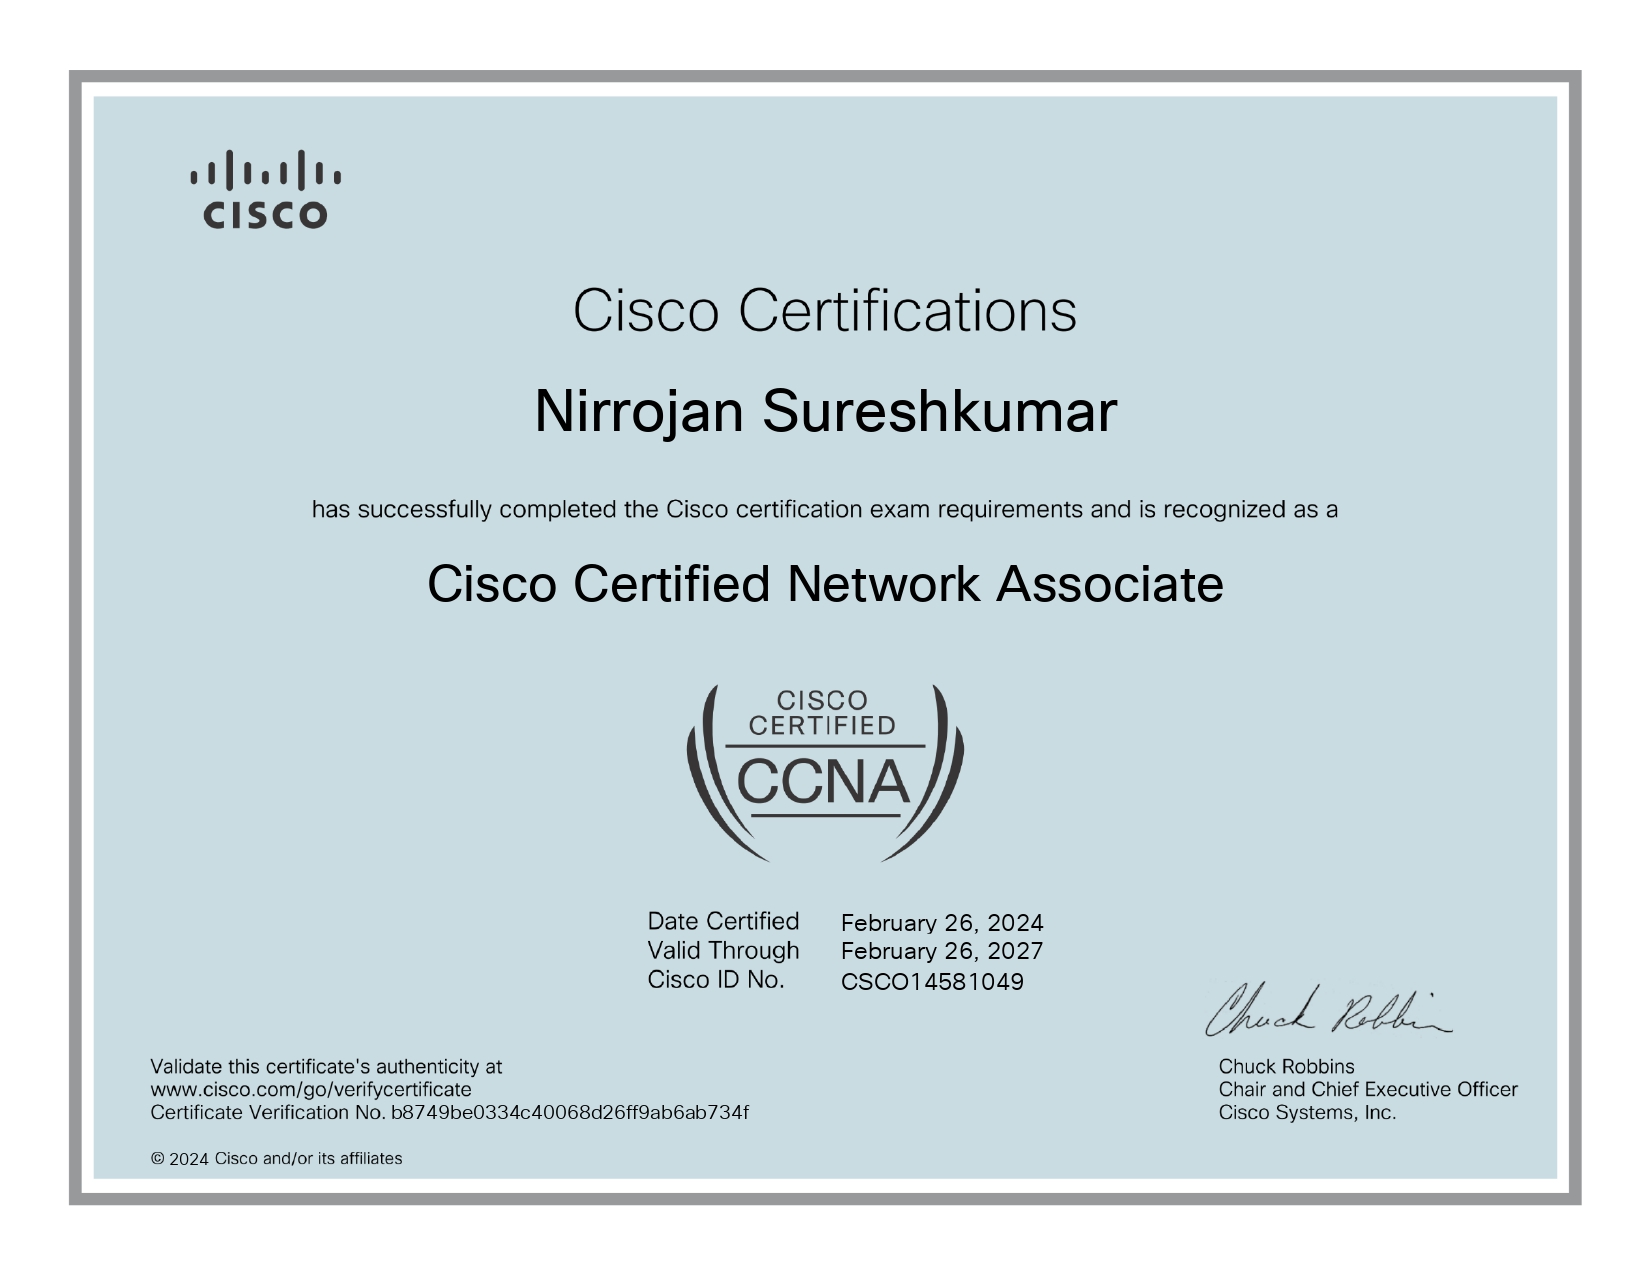 CISCO
Cisco Certifications
Nirrojan Sureshkumar
has successfully completed the Cisco certification exam requirements and is recognized as a
Cisco Certified Network Associate
CISCO
CERTIFIED
CCNA
Date Certified February 26, 2024
Valid Through February 26, 2027
Cisco ID No. CSCO14581049
Chuck Robbins
Validate this certificate's authenticity at
www.cisco.com/go/verifycertificate
Certificate Verification No. b8749be0334c40068d26ff9ab6ab734f
Chuck Robbins
Chair and Chief Executive Officer
Cisco Systems, Inc.
© 2024 Cisco and/or its affiliates